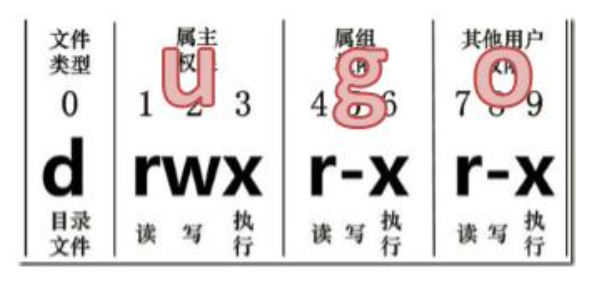 文件 属主 属组 其他用户
类型 权
u g o
0 1 2 3 4 5 6 7 8 9
d rwx r-x r-x
目录 读 写 执 读 写 执 读 写 执
文件 行 行 行